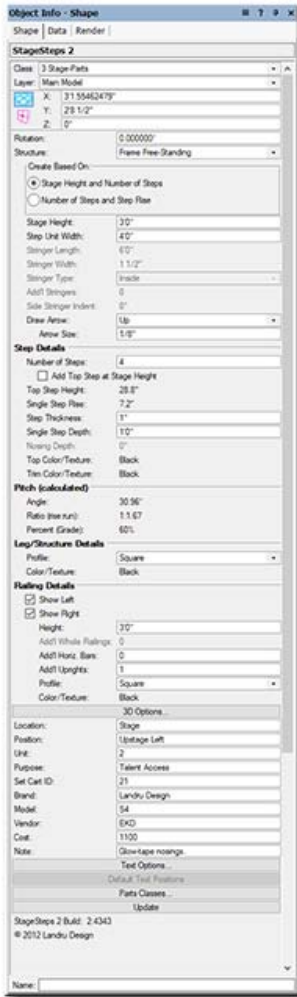 Object Info - Shape
Shape Data Render
StageSteps 2
Class: 3 Stage-Parts
Layer: Main Model
X: 31'.55462479"
Y: 2'8 1/2"
Z: 0"
Rotation: 0.000000°
Structure: Frame Free-Standing
Create Based On
Stage Height and Number of Steps
Number of Steps and Step Rise
Stage Height: 3'0"
Step Unit Width: 4'0"
Stringer Length: 6'0"
Stringer Width: 1 1/2"
Stringer Type: Inside
Add'l Stringers: 0
Side Stringer Indent: 0"
Draw Arrow: Up
Arrow Size: 1/8"
Step Details
Number of Steps: 4
Add Top Step at Stage Height
Top Step Height: 28.8"
Single Step Rise: 7.2"
Step Thickness: 1"
Single Step Depth: 1'0"
Nosing Depth: 0"
Top Color/Texture: Black
Trim Color/Texture: Black
Pitch (calculated)
Angle: 30.96°
Ratio (rise:run): 1:1.67
Percent (Grade): 60%
Leg/Structure Details
Profile: Square
Color/Texture: Black
Railing Details
Show Left
Show Right
Height: 3'0"
Add'l Whole Railings: 0
Add'l Horiz. Bars: 0
Add'l Uprights: 1
Profile: Square
Color/Texture: Black
3D Options...
Location: Stage
Position: Upstage Left
Unit: 2
Purpose: Talent Access
Set Cart ID: 21
Brand: Landru Design
Model: S4
Vendor: EKO
Cost: 1100
Note: Glow-tape nosings.
Text Options...
Default Text Positions
Parts Classes...
Update
StageSteps 2 Build: 2.4343
© 2012 Landru Design
Name: